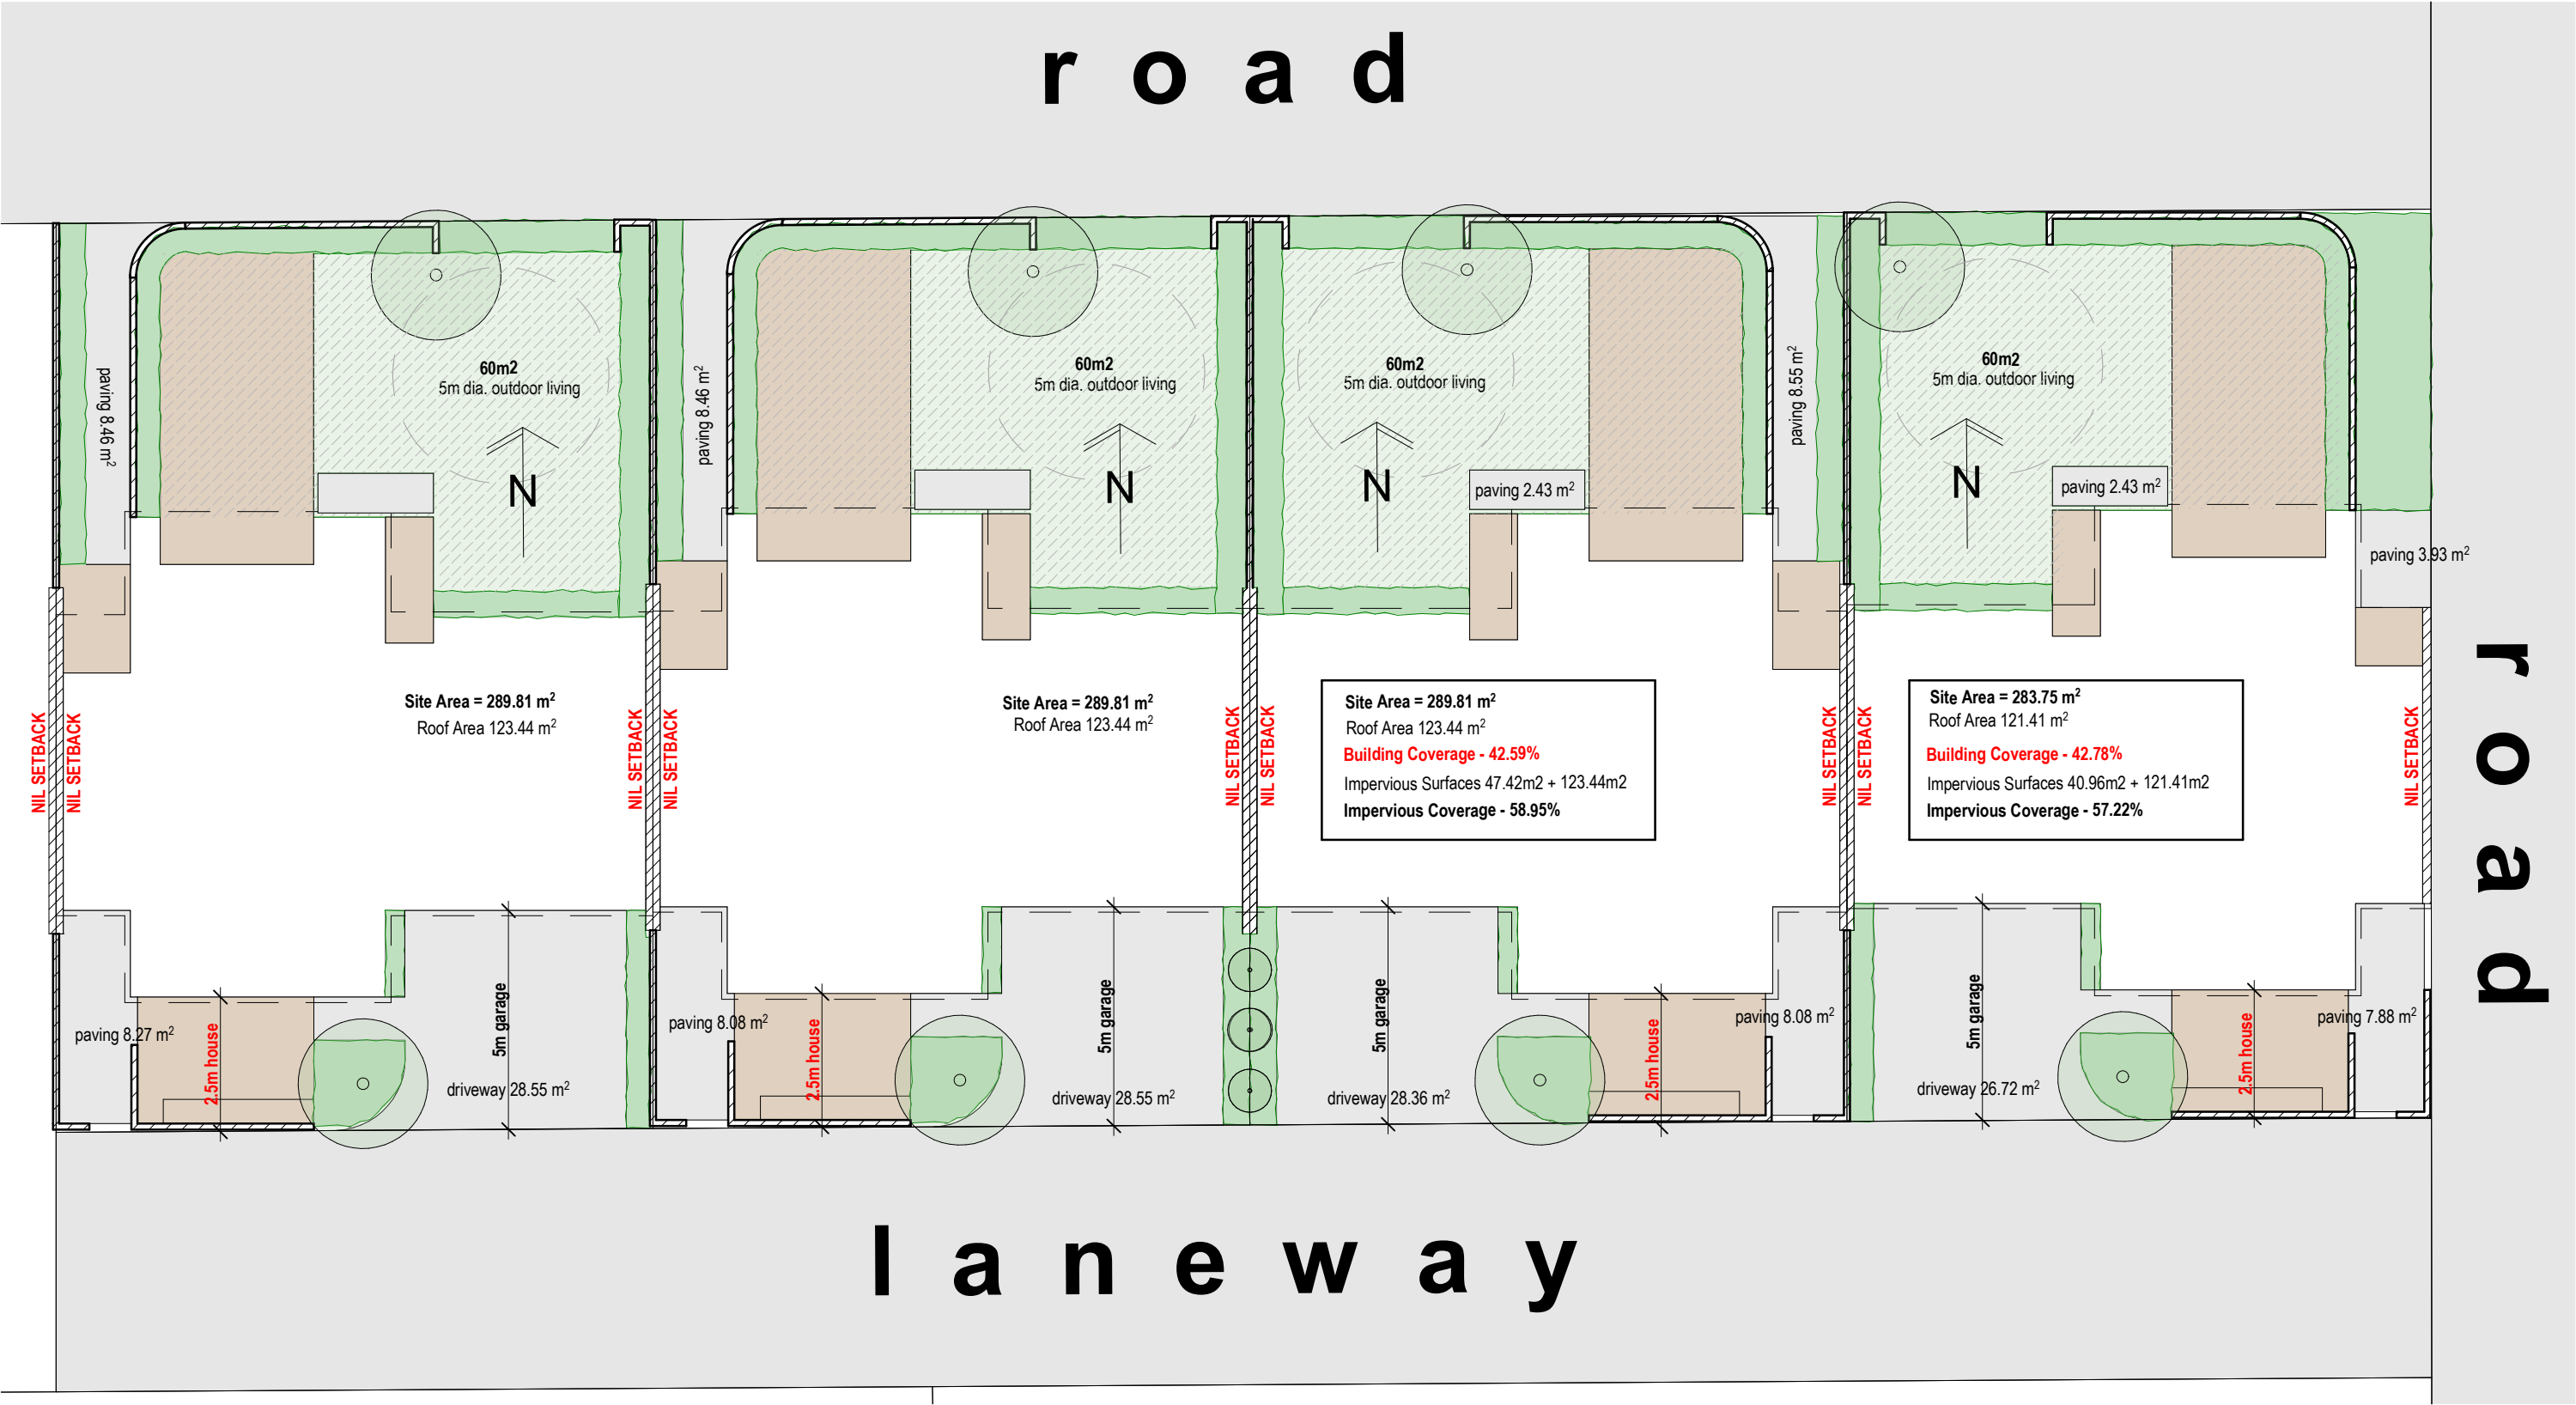 road
60m2
5m dia. outdoor living
60m2
5m dia. outdoor living
60m2
5m dia. outdoor living
60m2
5m dia. outdoor living
paving 8.46 m²
paving 8.46 m²
paving 8.55 m²
N
N
N
N
paving 2.43 m²
paving 2.43 m²
paving 3.93 m²
Site Area = 289.81 m²
Roof Area 123.44 m²
Site Area = 289.81 m²
Roof Area 123.44 m²
Site Area = 289.81 m²
Roof Area 123.44 m²
Building Coverage - 42.59%
Impervious Surfaces 47.42m2 + 123.44m2
Impervious Coverage - 58.95%
Site Area = 283.75 m²
Roof Area 121.41 m²
Building Coverage - 42.78%
Impervious Surfaces 40.96m2 + 121.41m2
Impervious Coverage - 57.22%
NIL SETBACK
NIL SETBACK
NIL SETBACK
NIL SETBACK
NIL SETBACK
NIL SETBACK
NIL SETBACK
NIL SETBACK
NIL SETBACK
road
paving 8.27 m²
2.5m house
5m garage
driveway 28.55 m²
paving 8.08 m²
2.5m house
5m garage
driveway 28.55 m²
5m garage
driveway 28.36 m²
2.5m house
paving 8.08 m²
5m garage
driveway 26.72 m²
2.5m house
paving 7.88 m²
laneway